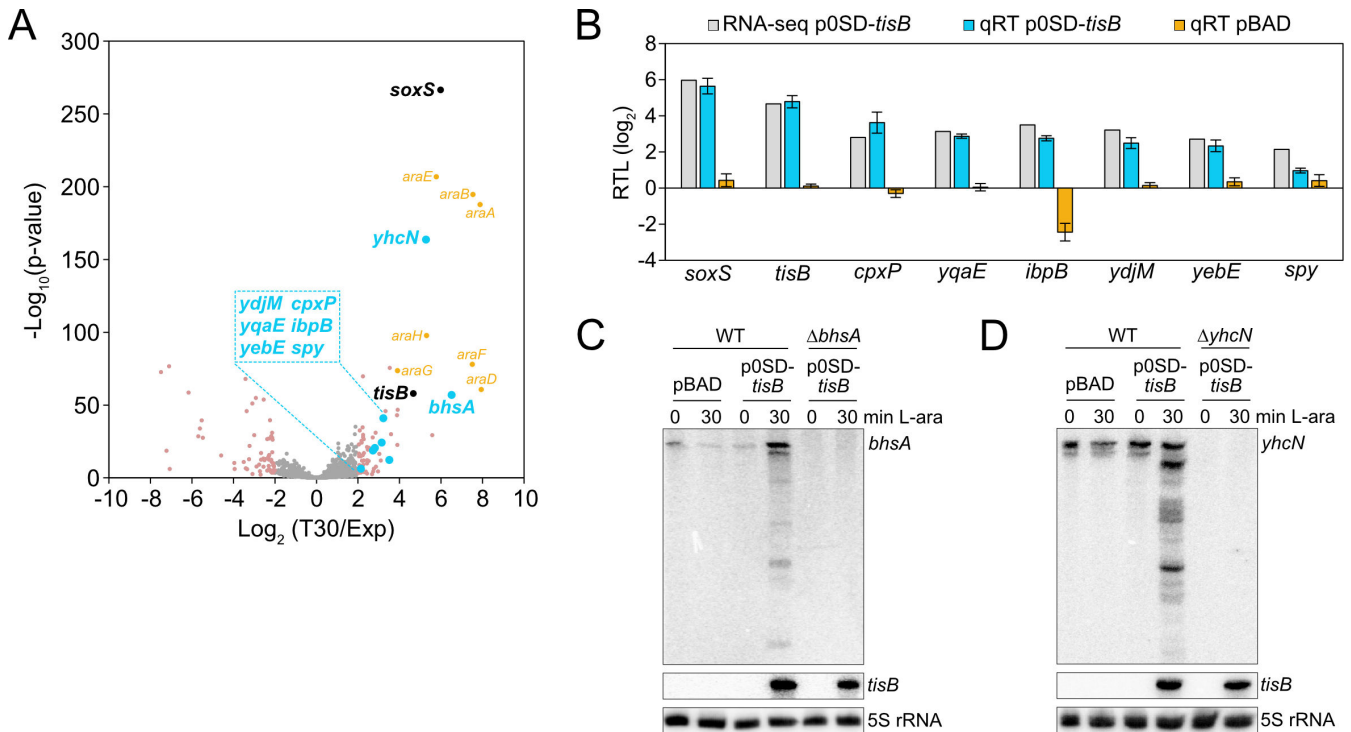 A
300
250
200
150
100
50
0
-Log10(p-value)
-10 -8 -6 -4 -2 0 2 4 6 8 10
Log2 (T30/Exp)
soxS
araE
araB
araA
yhcN
ydjM cpxP
yqaE ibpB
yebE spy
araH
araF
araG
araD
tisB
bhsA
B
RNA-seq p0SD-tisB qRT p0SD-tisB qRT pBAD
8
6
4
2
0
-2
-4
RTL (log2)
soxS tisB cpxP yqaE ibpB ydjM yebE spy
C
WT ΔbhsA
pBAD p0SD-tisB p0SD-tisB
0 30 0 30 0 30 min L-ara
bhsA
tisB
5S rRNA
D
WT ΔyhcN
pBAD p0SD-tisB p0SD-tisB
0 30 0 30 0 30 min L-ara
yhcN
tisB
5S rRNA